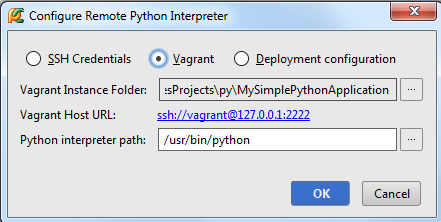 Configure Remote Python Interpreter
SSH Credentials Vagrant Deployment configuration
Vagrant Instance Folder: sProjects\py\MySimplePythonApplication ...
Vagrant Host URL: ssh://vagrant@127.0.0.1:2222
Python interpreter path: /usr/bin/python ...
OK Cancel